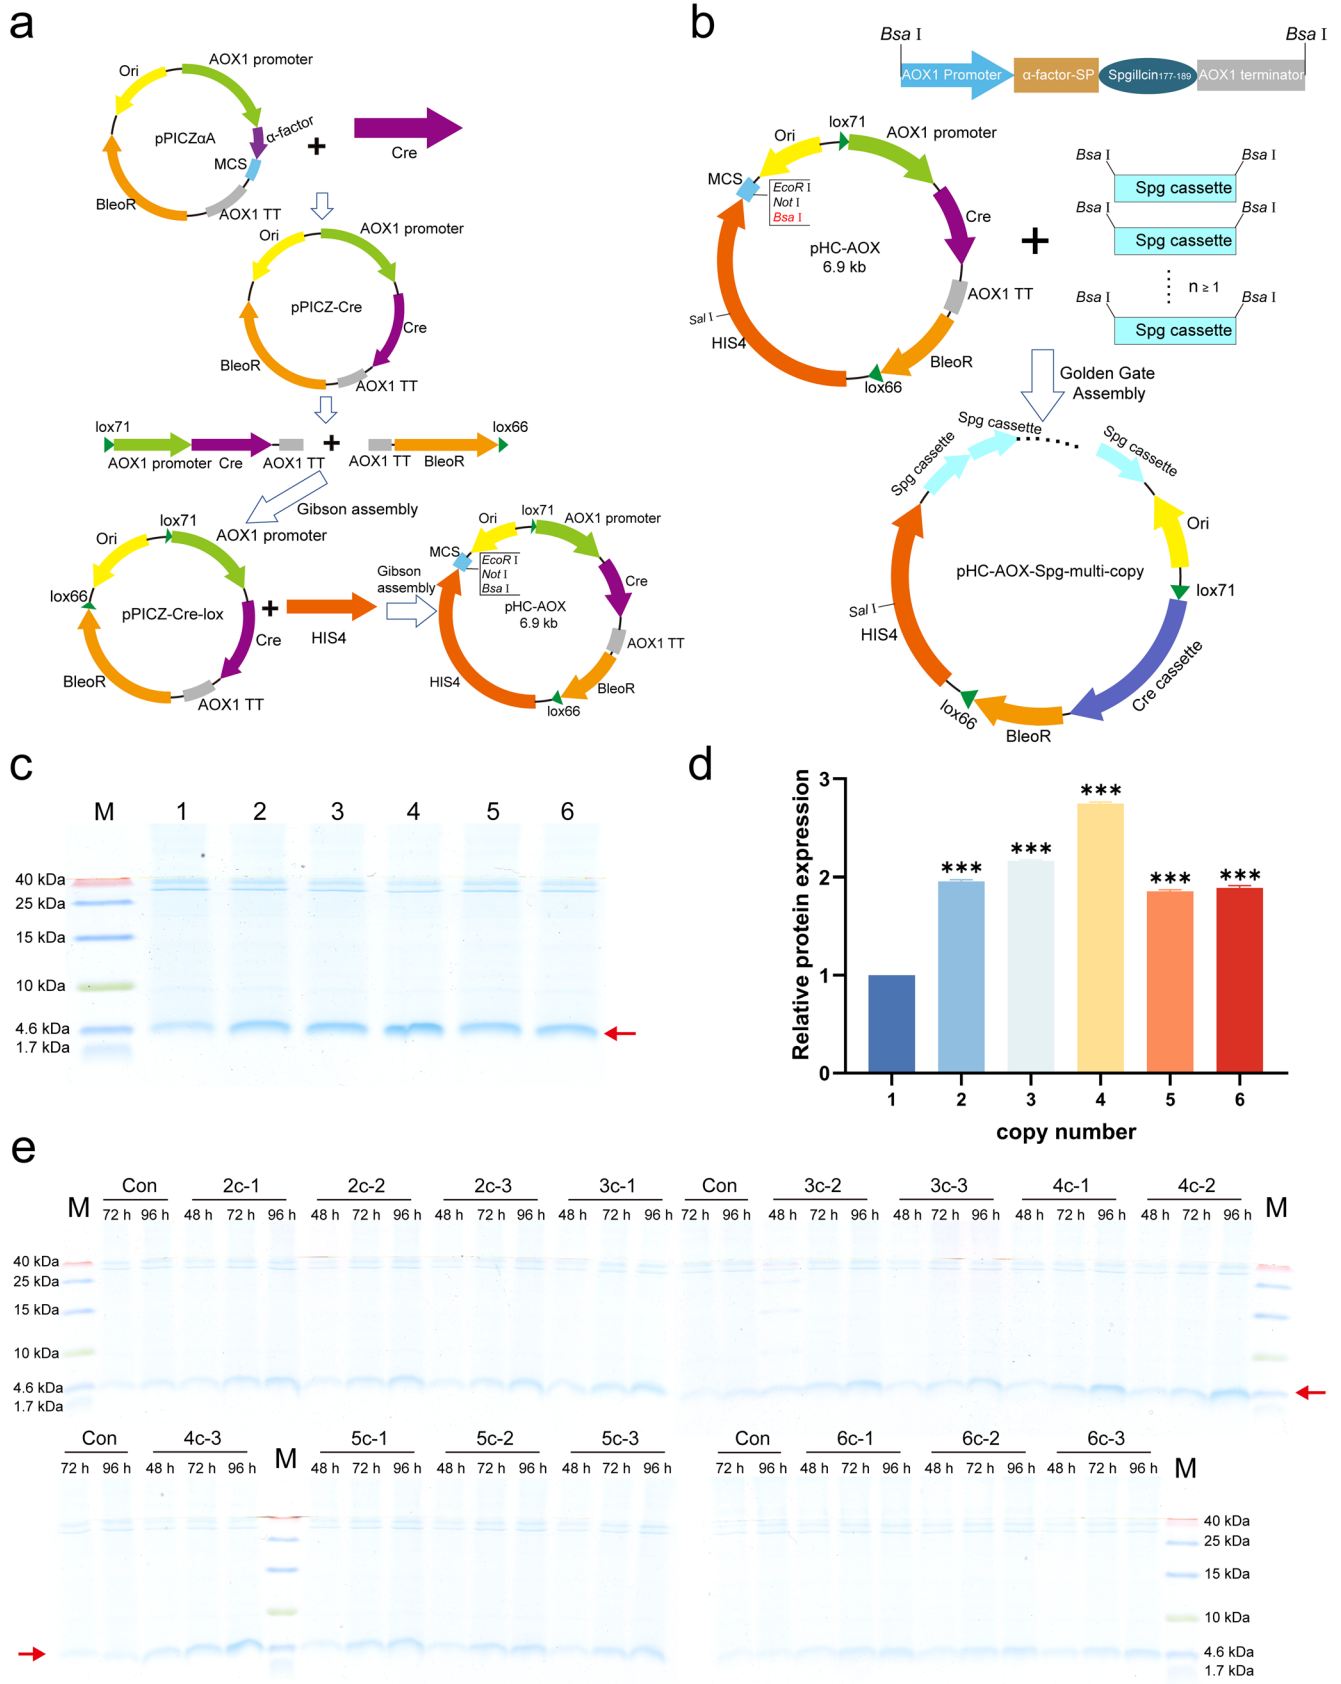 a
AOX1 promoter
Ori
pPICZαA
α-factor
MCS
BleoR
AOX1 TT
+
Cre
AOX1 promoter
Ori
pPICZ-Cre
Cre
BleoR
AOX1 TT
lox71
AOX1 promoter
Cre
AOX1 TT
+
lox66
AOX1 TT
BleoR
Gibson assembly
lox71
AOX1 promoter
Ori
lox66
pPICZ-Cre-lox
Cre
BleoR
AOX1 TT
+
HIS4
Gibson
assembly
lox71
AOX1 promoter
Ori
MCS
EcoR I
Not I
Bsa I
Cre
pHC-AOX
6.9 kb
AOX1 TT
HIS4
BleoR
lox66
b
Bsa I
Bsa I
AOX1 Promoter
α-factor-SP
Spgillcin177-189
AOX1 terminator
lox71
AOX1 promoter
Ori
MCS
EcoR I
Not I
Bsa I
Cre
pHC-AOX
6.9 kb
AOX1 TT
Sal I
HIS4
BleoR
lox66
+
Bsa I
Bsa I
Spg cassette
Bsa I
Bsa I
Spg cassette
n ≥ 1
Bsa I
Bsa I
Spg cassette
Golden Gate
Assembly
Spg cassette
Spg cassette
Spg cassette
Ori
pHC-AOX-Spg-multi-copy
lox71
Sal I
HIS4
Cre cassette
lox66
BleoR
c
M 1 2 3 4 5 6
40 kDa
25 kDa
15 kDa
10 kDa
4.6 kDa
1.7 kDa
d
Relative protein expression
3
2
1
0
***
***
***
***
***
1 2 3 4 5 6
copy number
e
M Con 2c-1 2c-2 2c-3 3c-1 Con 3c-2 3c-3 4c-1 4c-2 M
72 h 96 h 48 h 72 h 96 h 48 h 72 h 96 h 48 h 72 h 96 h 48 h 72 h 96 h 72 h 96 h 48 h 72 h 96 h 48 h 72 h 96 h 48 h 72 h 96 h 48 h 72 h 96 h
40 kDa
25 kDa
15 kDa
10 kDa
4.6 kDa
1.7 kDa
Con 4c-3 M 5c-1 5c-2 5c-3 Con 6c-1 6c-2 6c-3 M
72 h 96 h 48 h 72 h 96 h 48 h 72 h 96 h 48 h 72 h 96 h 48 h 72 h 96 h 72 h 96 h 48 h 72 h 96 h 48 h 72 h 96 h 48 h 72 h 96 h
40 kDa
25 kDa
15 kDa
10 kDa
4.6 kDa
1.7 kDa